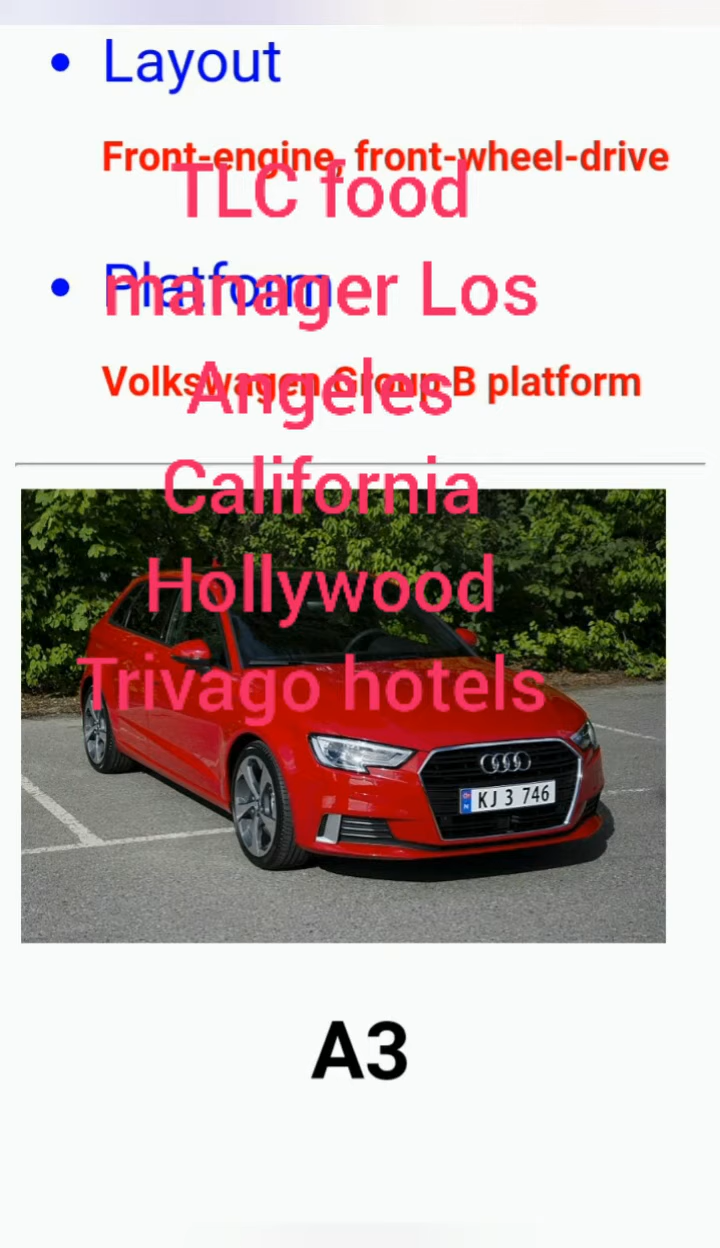 Layout
Front-engine, front-wheel-drive
TLC food
Platform
manager Los
Volkswagen Group B platform
Angeles
California
Hollywood
Trivago hotels
KJ 3 746
A3